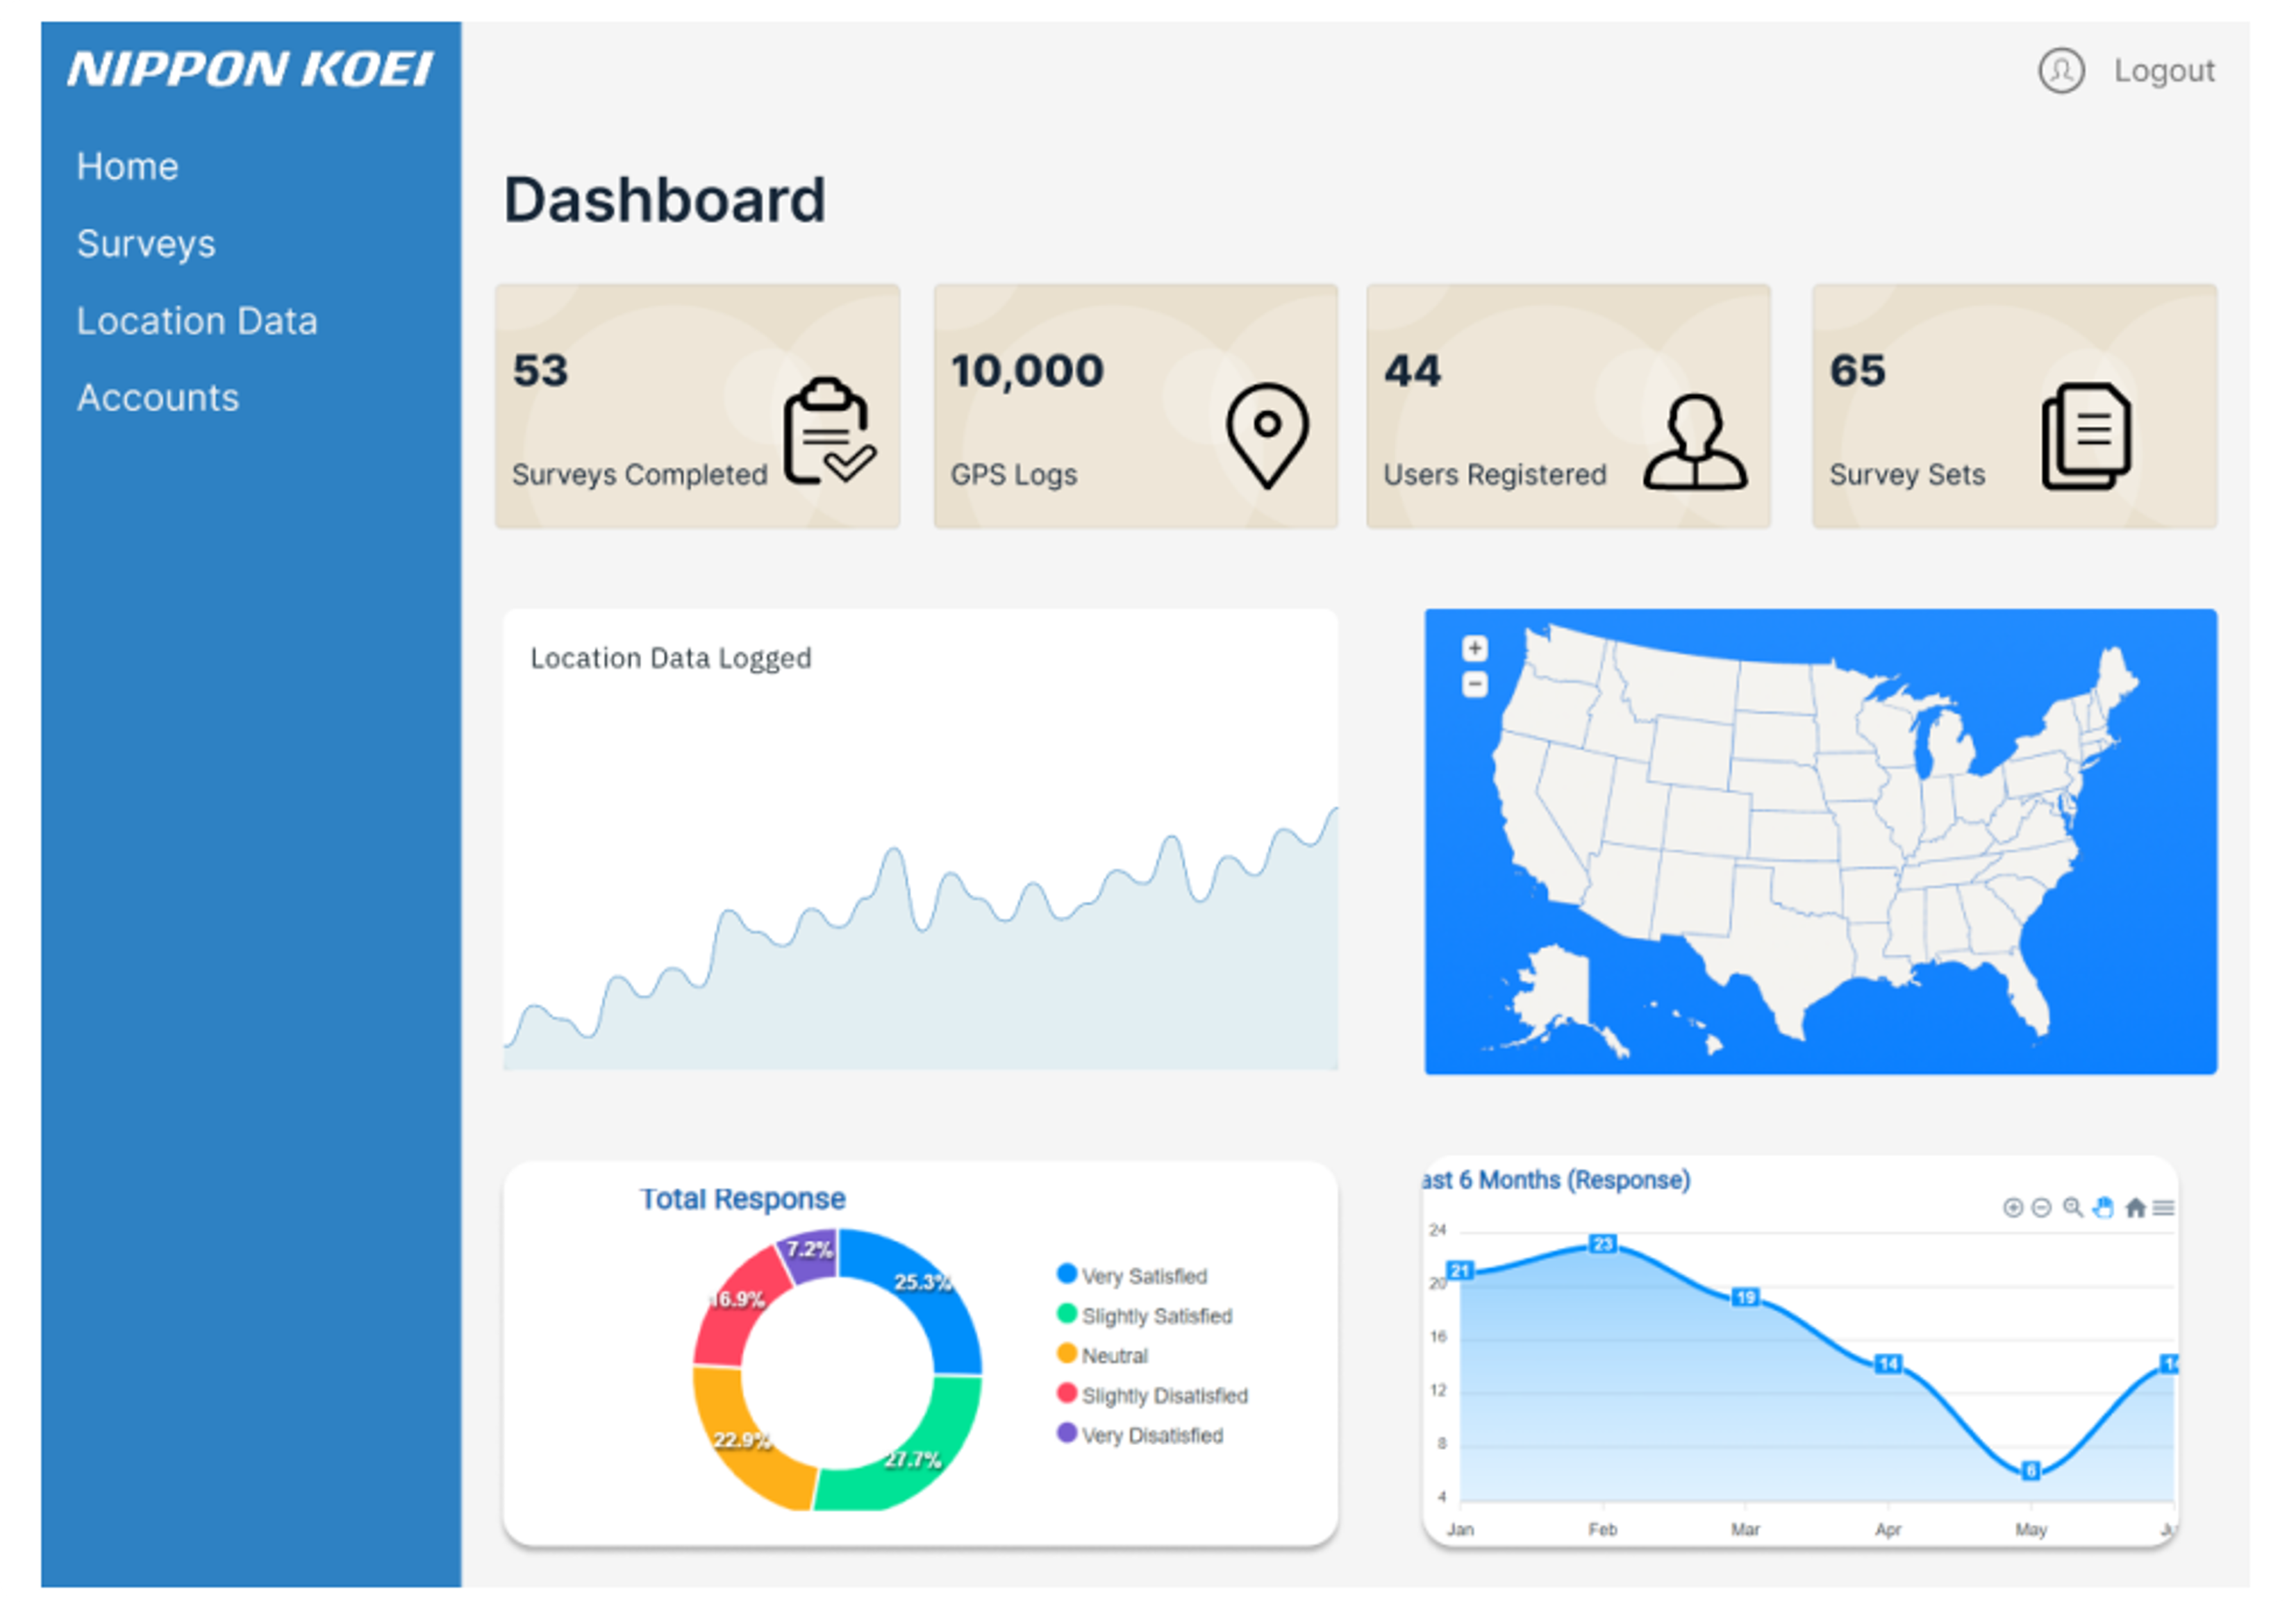 NIPPON KOEI
Home
Surveys
Location Data
Accounts
Logout
Dashboard
53
Surveys Completed
10,000
GPS Logs
44
Users Registered
65
Survey Sets
Location Data Logged
+
−
Total Response
7.2%
25.3%
16.9%
22.9%
27.7%
Very Satisfied
Slightly Satisfied
Neutral
Slightly Disatisfied
Very Disatisfied
ast 6 Months (Response)
24
20
16
12
8
4
21
23
19
14
6
Jan
Feb
Mar
Apr
May